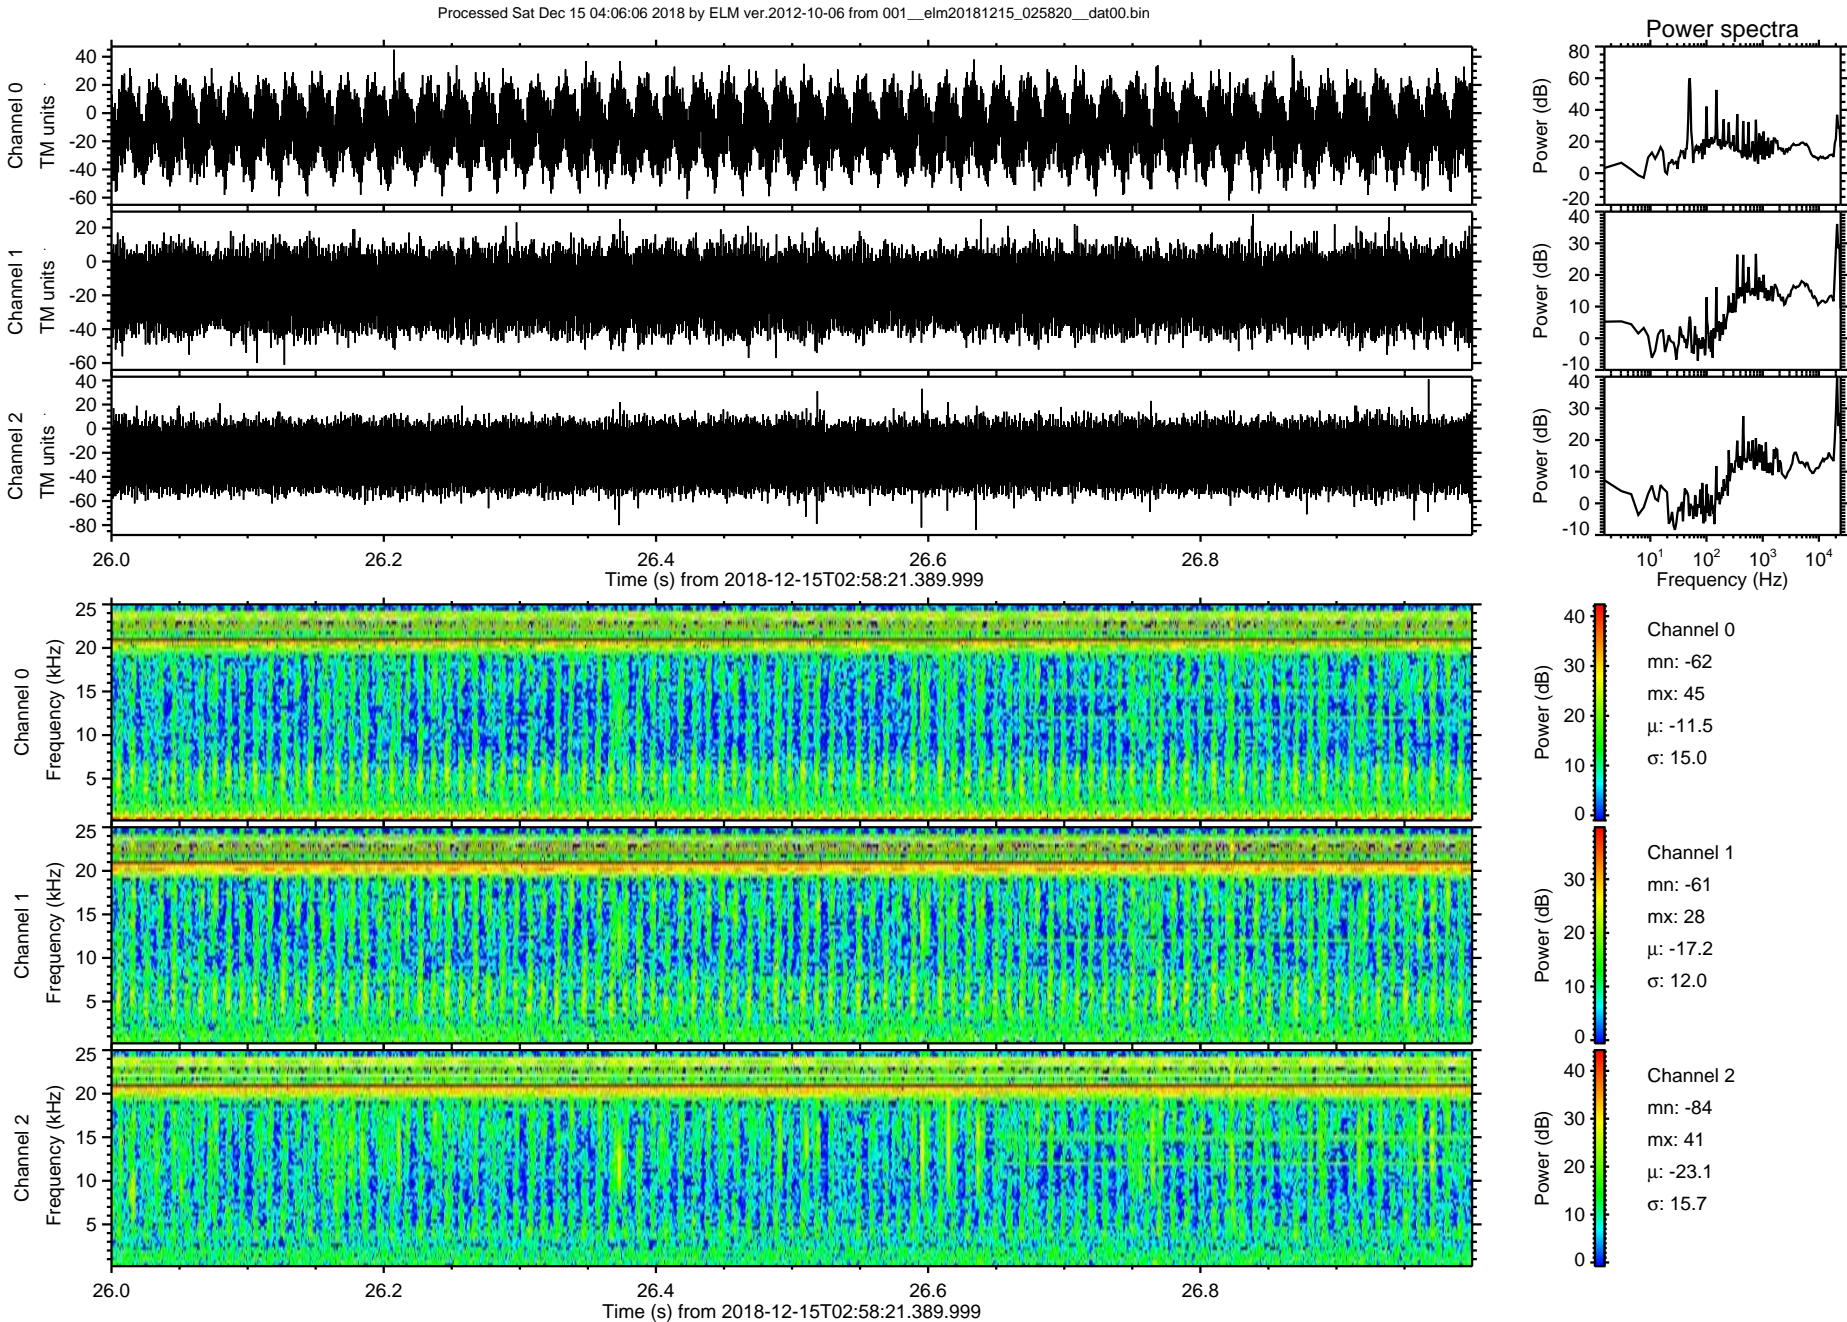 Processed Sat Dec 15 04:06:06 2018 by ELM ver.2012-10-06 from 001__elm20181215_025820__dat00.bin
Power spectra
Channel 0
TM units
40
20
0
-20
-40
-60
Power (dB)
80
60
40
20
0
-20
Channel 1
TM units
20
0
-20
-40
-60
Power (dB)
40
30
20
10
0
-10
Channel 2
TM units
40
20
0
-20
-40
-60
-80
Power (dB)
40
30
20
10
0
-10
26.0 26.2 26.4 26.6 26.8
Time (s) from 2018-12-15T02:58:21.389.999
10^1 10^2 10^3 10^4
Frequency (Hz)
Channel 0
Frequency (kHz)
25
20
15
10
5
Power (dB)
40
30
20
10
0
Channel 0
mn: -62
mx: 45
μ: -11.5
σ: 15.0
Channel 1
Frequency (kHz)
25
20
15
10
5
Power (dB)
30
20
10
0
Channel 1
mn: -61
mx: 28
μ: -17.2
σ: 12.0
Channel 2
Frequency (kHz)
25
20
15
10
5
Power (dB)
40
30
20
10
0
Channel 2
mn: -84
mx: 41
μ: -23.1
σ: 15.7
26.0 26.2 26.4 26.6 26.8
Time (s) from 2018-12-15T02:58:21.389.999